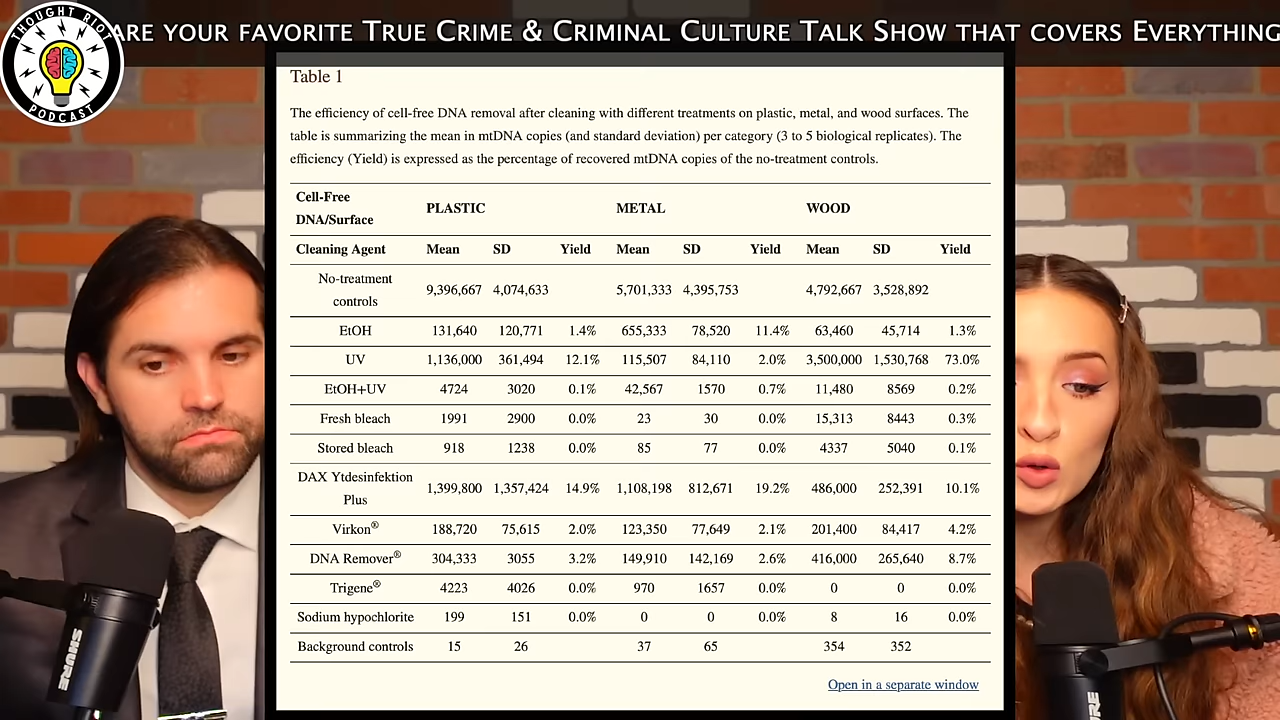 THOUGHT RIOT
PODCAST
ARE YOUR FAVORITE TRUE CRIME & CRIMINAL CULTURE TALK SHOW THAT COVERS EVERYTHING
Table 1
The efficiency of cell-free DNA removal after cleaning with different treatments on plastic, metal, and wood surfaces. The
table is summarizing the mean in mtDNA copies (and standard deviation) per category (3 to 5 biological replicates). The
efficiency (Yield) is expressed as the percentage of recovered mtDNA copies of the no-treatment controls.
Cell-Free
DNA/Surface PLASTIC METAL WOOD
Cleaning Agent Mean SD Yield Mean SD Yield Mean SD Yield
No-treatment
controls 9,396,667 4,074,633 5,701,333 4,395,753 4,792,667 3,528,892
EtOH 131,640 120,771 1.4% 655,333 78,520 11.4% 63,460 45,714 1.3%
UV 1,136,000 361,494 12.1% 115,507 84,110 2.0% 3,500,000 1,530,768 73.0%
EtOH+UV 4724 3020 0.1% 42,567 1570 0.7% 11,480 8569 0.2%
Fresh bleach 1991 2900 0.0% 23 30 0.0% 15,313 8443 0.3%
Stored bleach 918 1238 0.0% 85 77 0.0% 4337 5040 0.1%
DAX Ytdesinfektion
Plus 1,399,800 1,357,424 14.9% 1,108,198 812,671 19.2% 486,000 252,391 10.1%
Virkon® 188,720 75,615 2.0% 123,350 77,649 2.1% 201,400 84,417 4.2%
DNA Remover® 304,333 3055 3.2% 149,910 142,169 2.6% 416,000 265,640 8.7%
Trigene® 4223 4026 0.0% 970 1657 0.0% 0 0 0.0%
Sodium hypochlorite 199 151 0.0% 0 0 0.0% 8 16 0.0%
Background controls 15 26 37 65 354 352
Open in a separate window
SHURE
RE